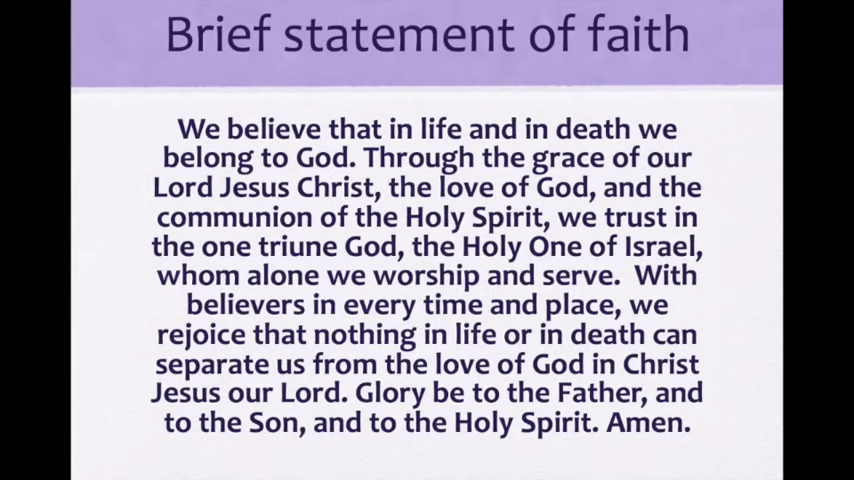 Brief statement of faith
We believe that in life and in death we
belong to God. Through the grace of our
Lord Jesus Christ, the love of God, and the
communion of the Holy Spirit, we trust in
the one triune God, the Holy One of Israel,
whom alone we worship and serve.  With
believers in every time and place, we
rejoice that nothing in life or in death can
separate us from the love of God in Christ
Jesus our Lord. Glory be to the Father, and
to the Son, and to the Holy Spirit. Amen.